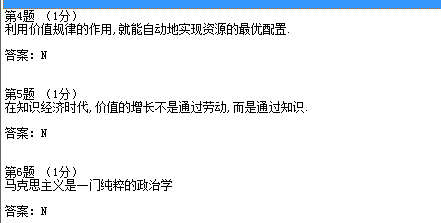 第4题 （1分）
利用价值规律的作用,就能自动地实现资源的最优配置.
答案：N
第5题 （1分）
在知识经济时代,价值的增长不是通过劳动,而是通过知识.
答案：N
第6题 （1分）
马克思主义是一门纯粹的政治学
答案：N